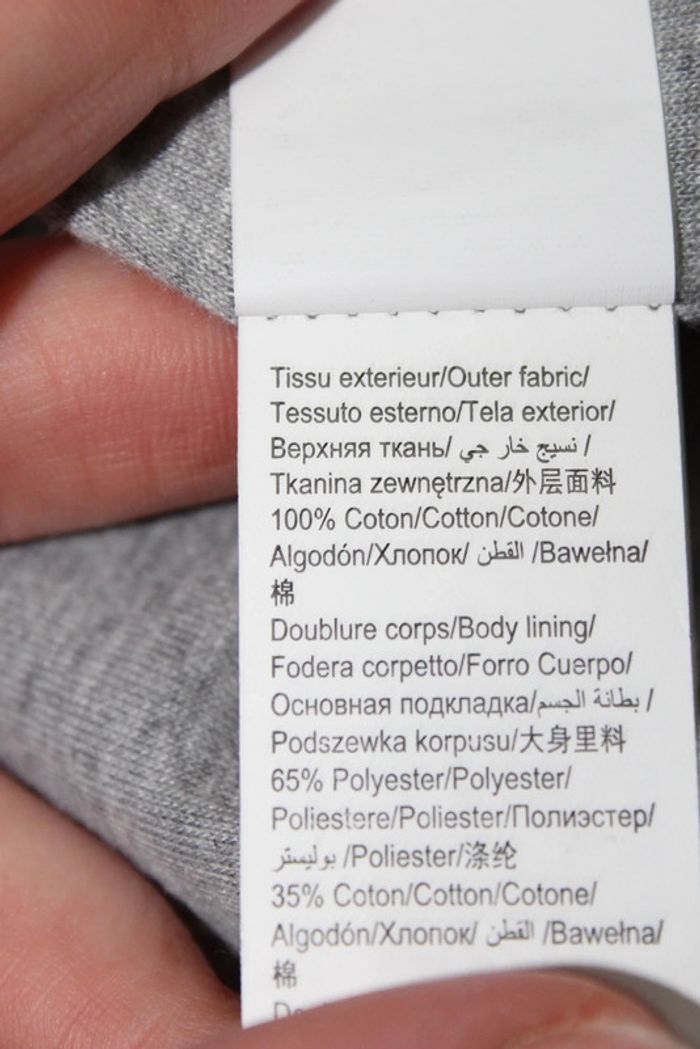 Tissu exterieur/Outer fabric/
Tessuto esterno/Tela exterior/
Верхняя ткань/ نسيج خار جي /
Tkanina zewnętrzna/外层面料
100% Coton/Cotton/Cotone/
Algodón/Хлопок/ القطن /Bawełna/
棉
Doublure corps/Body lining/
Fodera corpetto/Forro Cuerpo/
Основная подкладка/بطانة الجسم /
Podszewka korpusu/大身里料
65% Polyester/Polyester/
Poliestere/Poliester/Полиэстер/
بوليستر /Poliester/涤纶
35% Coton/Cotton/Cotone/
Algodón/Хлопок/ القطن /Bawełna/
棉